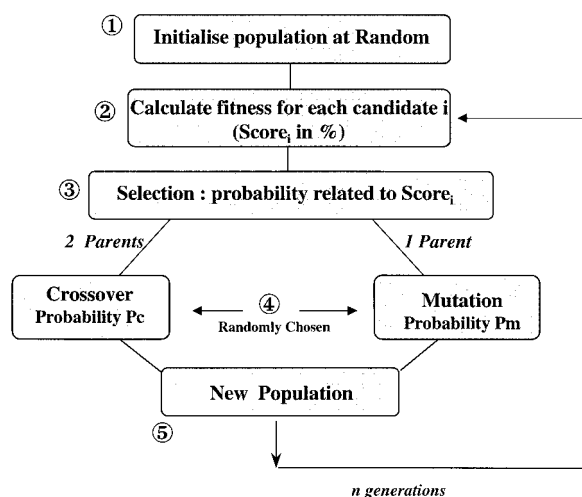 ①
Initialise population at Random
②
Calculate fitness for each candidate i
(Scoreᵢ in %)
③
Selection : probability related to Scoreᵢ
2 Parents
1 Parent
Crossover
Probability Pc
④
Randomly Chosen
Mutation
Probability Pm
New Population
⑤
n generations